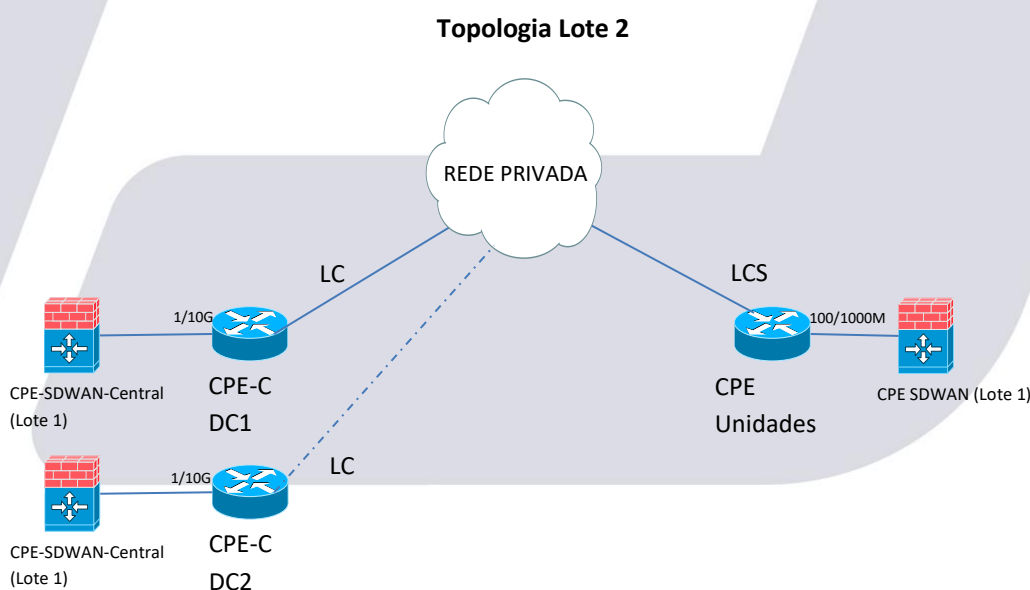 Topologia Lote 2
REDE PRIVADA
LC
LCS
1/10G
100/1000M
CPE-SDWAN-Central
(Lote 1)
CPE-C
DC1
CPE
Unidades
CPE SDWAN (Lote 1)
LC
1/10G
CPE-SDWAN-Central
(Lote 1)
CPE-C
DC2